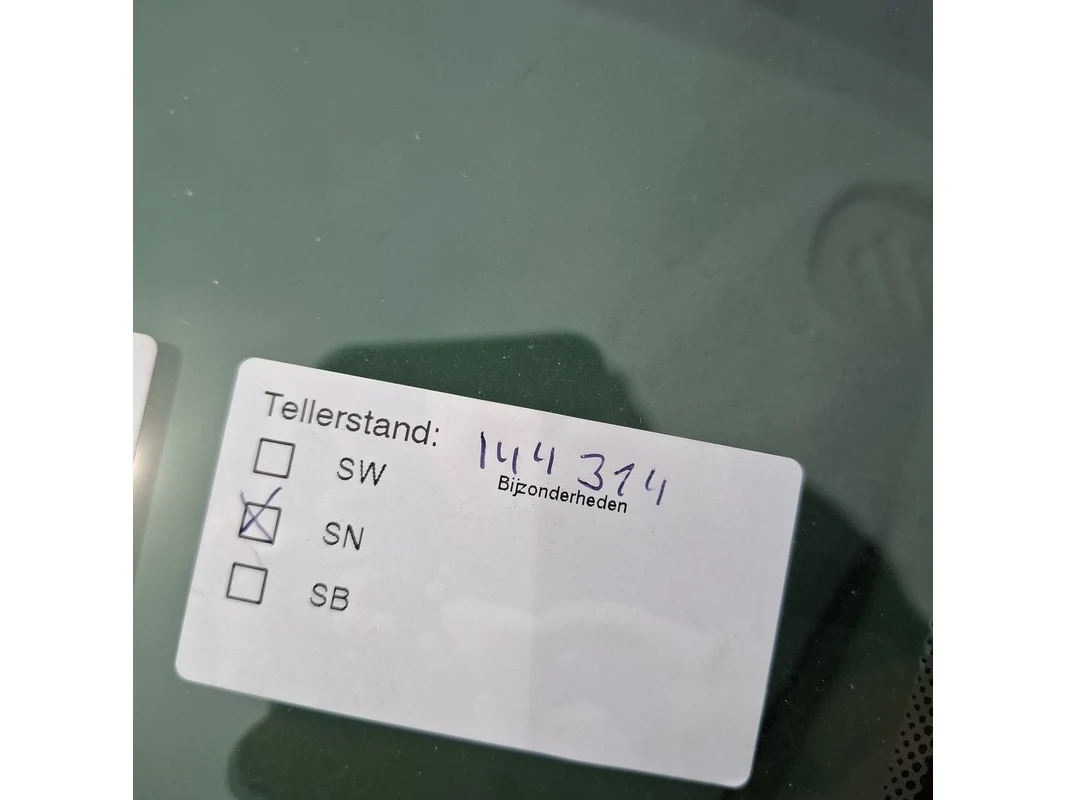 Tellerstand: 144 314
SW
Bijzonderheden
SN
SB